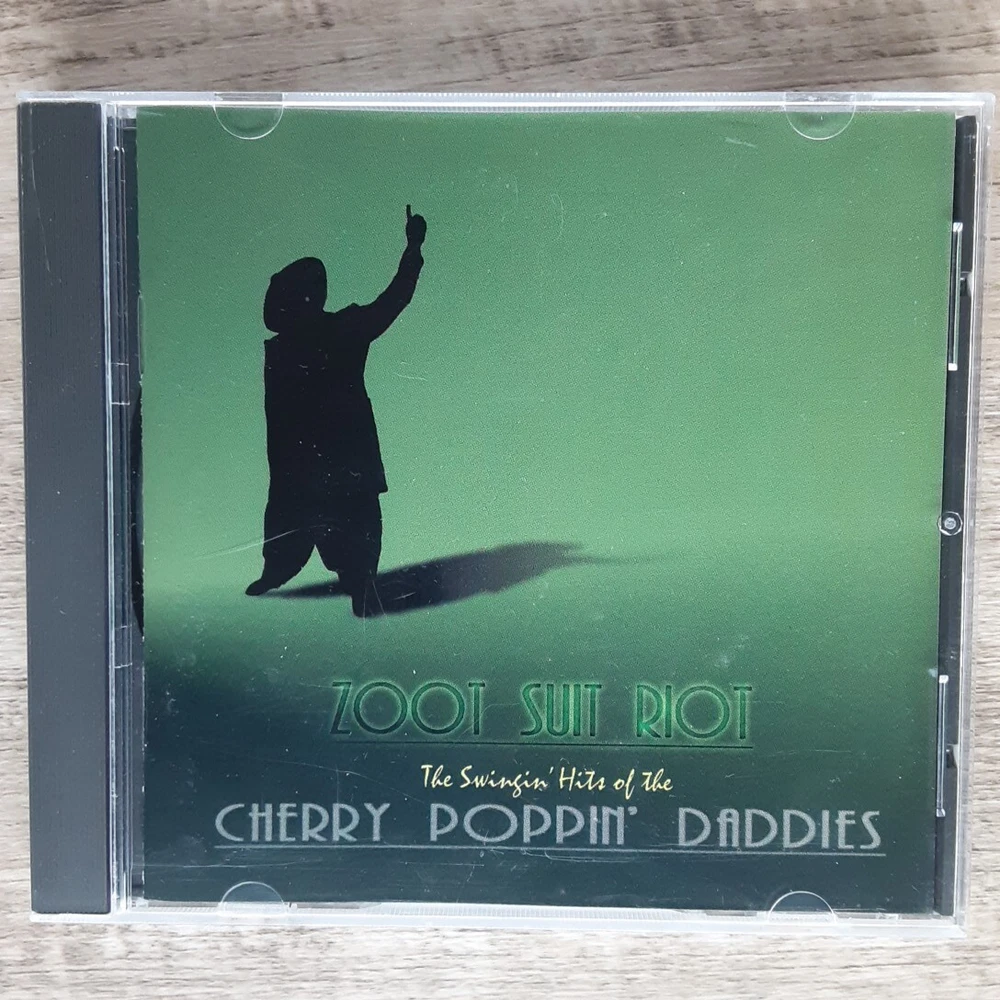 ZOOT SUIT RIOT
The Swingin' Hits of the
CHERRY POPPIN' DADDIES